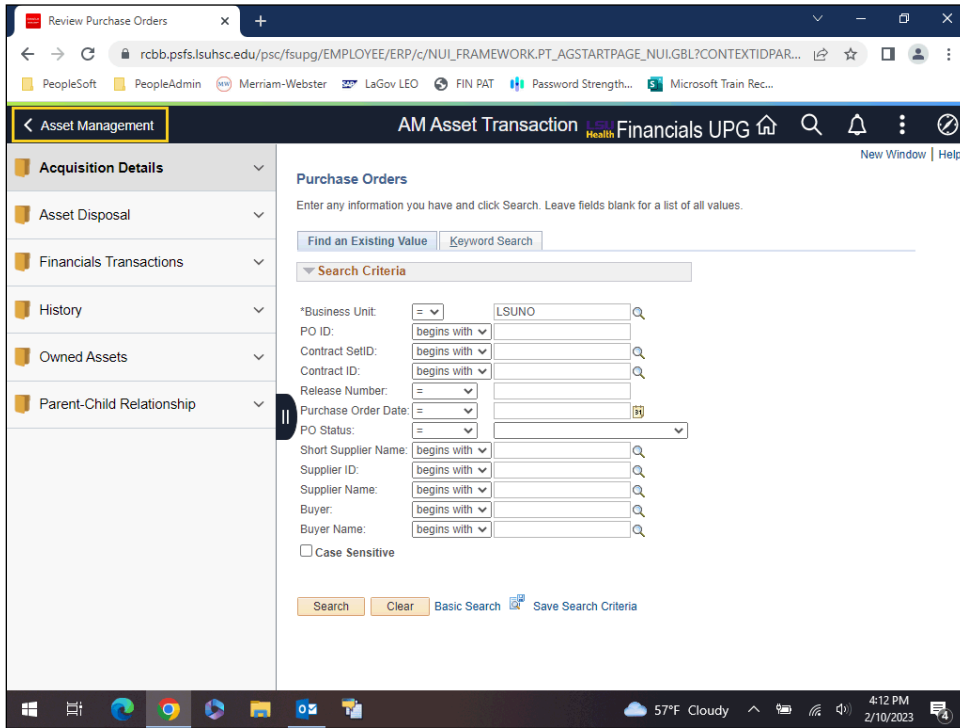 Review Purchase Orders
rcbb.psfs.lsuhsc.edu/psc/fsupg/EMPLOYEE/ERP/c/NUI_FRAMEWORK.PT_AGSTARTPAGE_NUI.GBL?CONTEXTIDPAR...
PeopleSoft PeopleAdmin MW Merriam-Webster SAP LaGov LEO FIN PAT Password Strength... S Microsoft Train Rec...
Asset Management AM Asset Transaction LSU Health Financials UPG
New Window | Help
Acquisition Details
Asset Disposal
Financials Transactions
History
Owned Assets
Parent-Child Relationship
Purchase Orders
Enter any information you have and click Search. Leave fields blank for a list of all values.
Find an Existing Value Keyword Search
Search Criteria
*Business Unit: = LSUNO
PO ID: begins with
Contract SetID: begins with
Contract ID: begins with
Release Number: =
Purchase Order Date: = 31
PO Status: =
Short Supplier Name: begins with
Supplier ID: begins with
Supplier Name: begins with
Buyer: begins with
Buyer Name: begins with
Case Sensitive
Search Clear Basic Search Save Search Criteria
57°F Cloudy 4:12 PM
2/10/2023 4